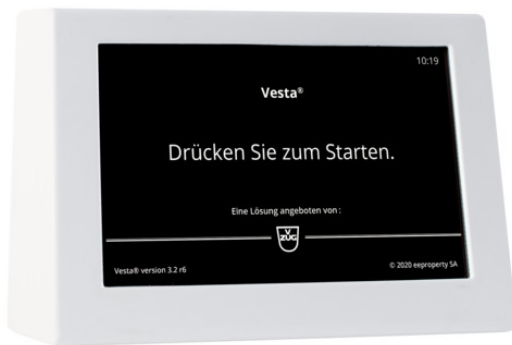 10:19
Vesta®
Drücken Sie zum Starten.
Eine Lösung angeboten von :
V
ZUG
Vesta® version 3.2 r6
© 2020 eeproperty SA